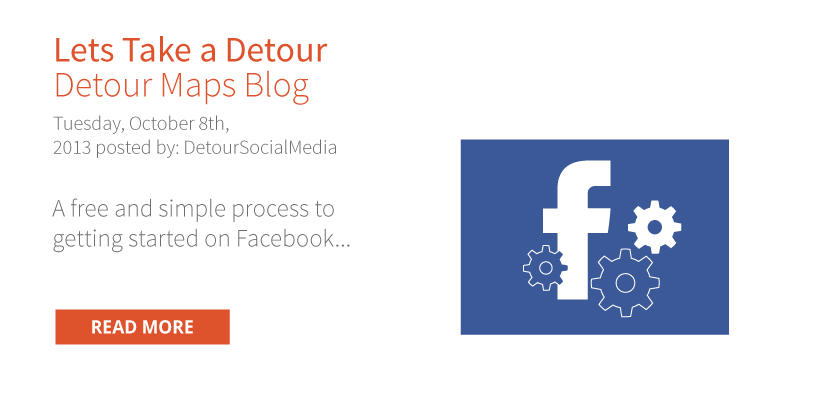 Lets Take a Detour
Detour Maps Blog
Tuesday, October 8th,
2013 posted by: DetourSocialMedia
A free and simple process to
getting started on Facebook...
READ MORE
f